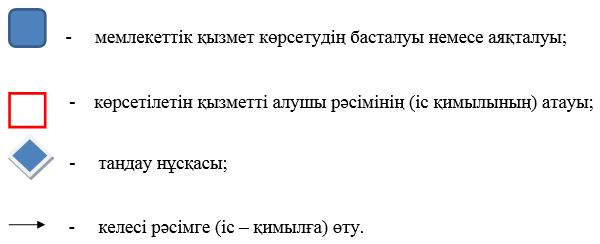 - мемлекеттік қызмет көрсетудің басталуы немесе аяқталуы;
- көрсетілетін қызметті алушы рәсімінің (іс қимылының) атауы;
- таңдау нұсқасы;
- келесі рәсімге (іс – қимылға) өту.